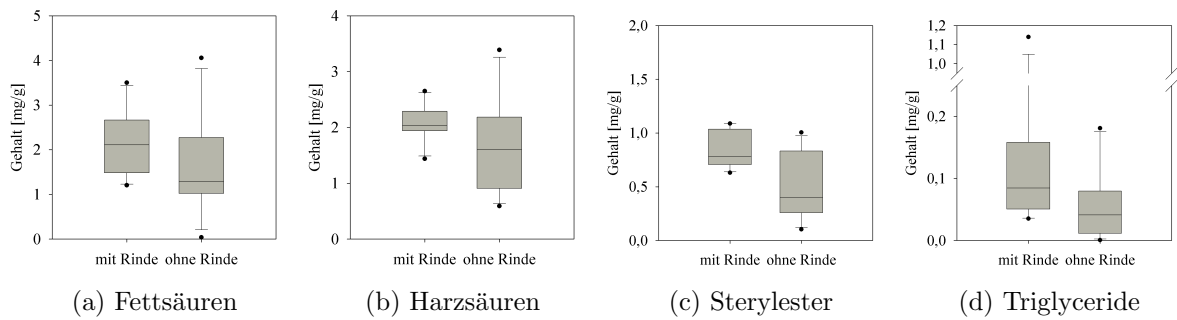 5
4
3
2
1
0
Gehalt [mg/g]
mit Rinde ohne Rinde
(a) Fettsäuren
4
3
2
1
0
Gehalt [mg/g]
mit Rinde ohne Rinde
(b) Harzsäuren
2,0
1,5
1,0
0,5
0,0
Gehalt [mg/g]
mit Rinde ohne Rinde
(c) Sterylester
1,2
1,1
1,0
0,2
0,1
0,0
Gehalt [mg/g]
mit Rinde ohne Rinde
(d) Triglyceride